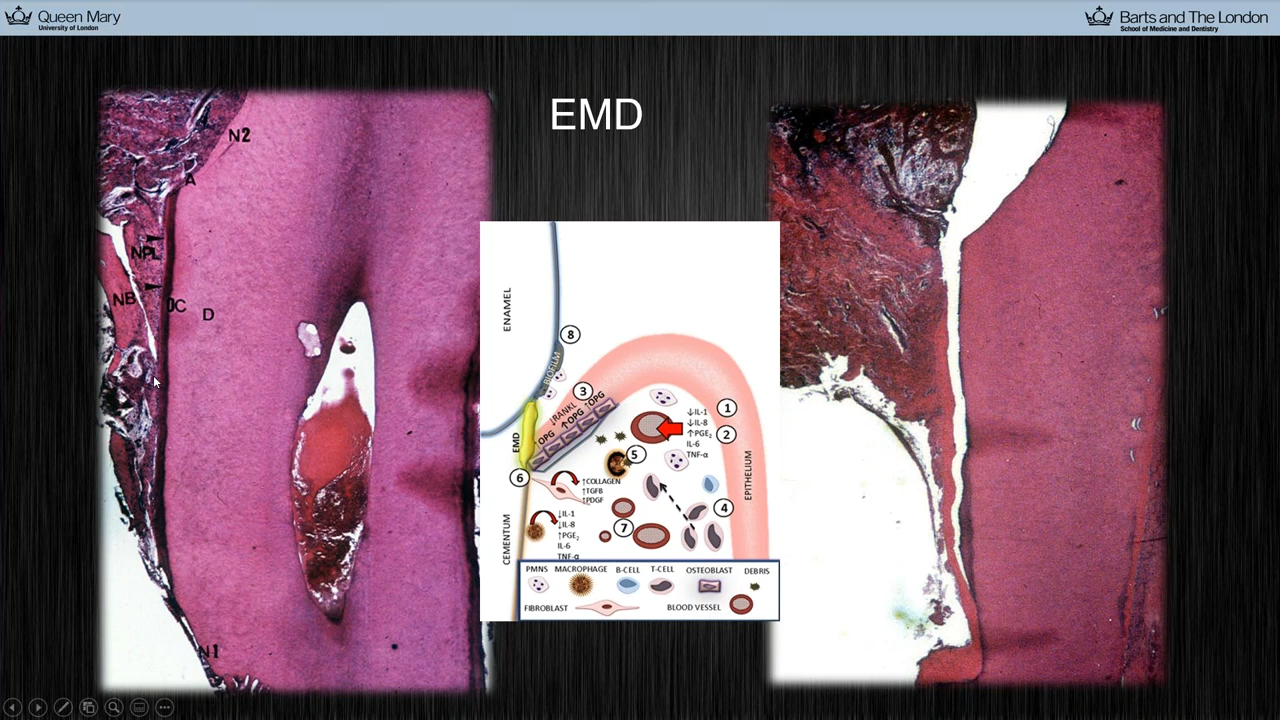 Queen Mary
University of London
Barts and The London
School of Medicine and Dentistry
EMD
N2
A
NPL
NB
C
D
N1
ENAMEL
8
BIOFILM
3
↓RANKL ↑OPG
↑OPG
OPG
EMD
1
↓IL-1
↓IL-8
↑PGE2
2
IL-6
TNF-α
5
6
↑COLLAGEN
↑TGFB
↑PDGF
EPITHELIUM
4
7
CEMENTUM
↓IL-1
↓IL-8
↑PGE2
IL-6
TNF-α
PMNS MACROPHAGE B-CELL T-CELL OSTEOBLAST DEBRIS
FIBROBLAST BLOOD VESSEL